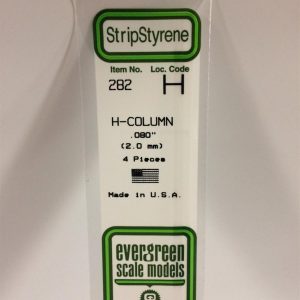 StripStyrene
Item No. Loc. Code
282 H
H-COLUMN
.080"
(2.0 mm)
4 Pieces
Made in U.S.A.
evergreen
scale models